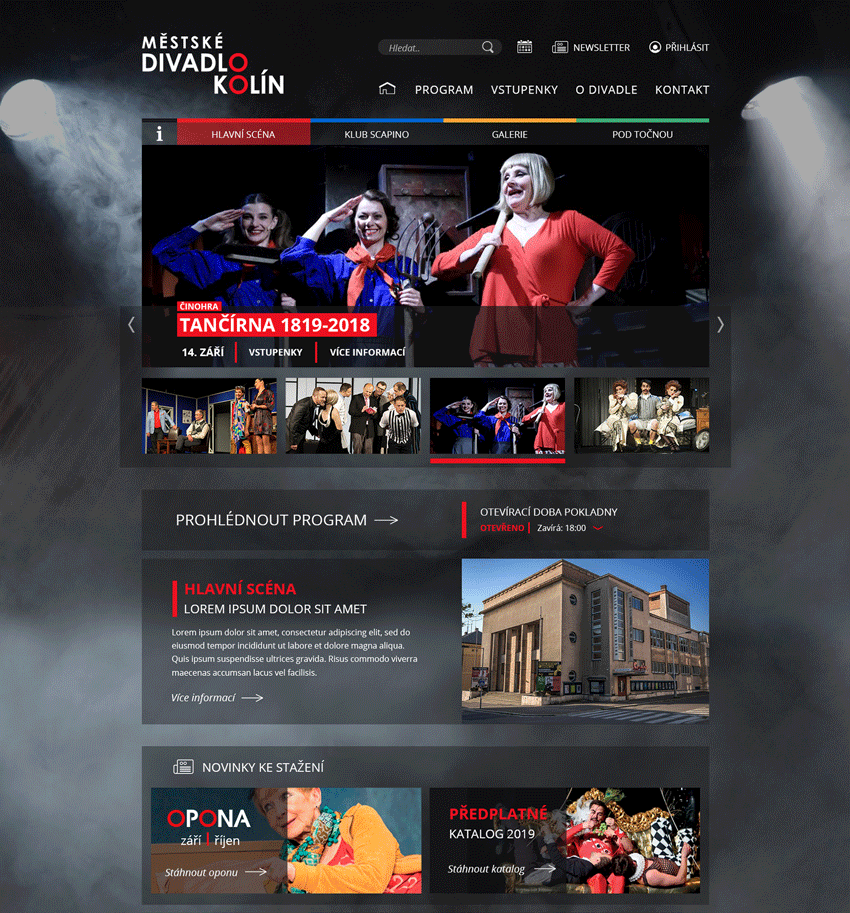 MĚSTSKÉ
DIVADLO
KOLÍN
Hledat..
NEWSLETTER
PŘIHLÁSIT
PROGRAM
VSTUPENKY
O DIVADLE
KONTAKT
i
HLAVNÍ SCÉNA
KLUB SCAPINO
GALERIE
POD TOČNOU
ČINOHRA
TANČÍRNA 1819-2018
14. ZÁŘÍ
VSTUPENKY
VÍCE INFORMACÍ
PROHLÉDNOUT PROGRAM
OTEVÍRACÍ DOBA POKLADNY
OTEVŘENO
Zavírá: 18:00
HLAVNÍ SCÉNA
LOREM IPSUM DOLOR SIT AMET
Lorem ipsum dolor sit amet, consectetur adipiscing elit, sed do
eiusmod tempor incididunt ut labore et dolore magna aliqua.
Quis ipsum suspendisse ultrices gravida. Risus commodo viverra
maecenas accumsan lacus vel facilisis.
Více informací
NOVINKY KE STAŽENÍ
OPONA
září
říjen
Stáhnout oponu
PŘEDPLATNÉ
KATALOG 2019
Stáhnout katalog